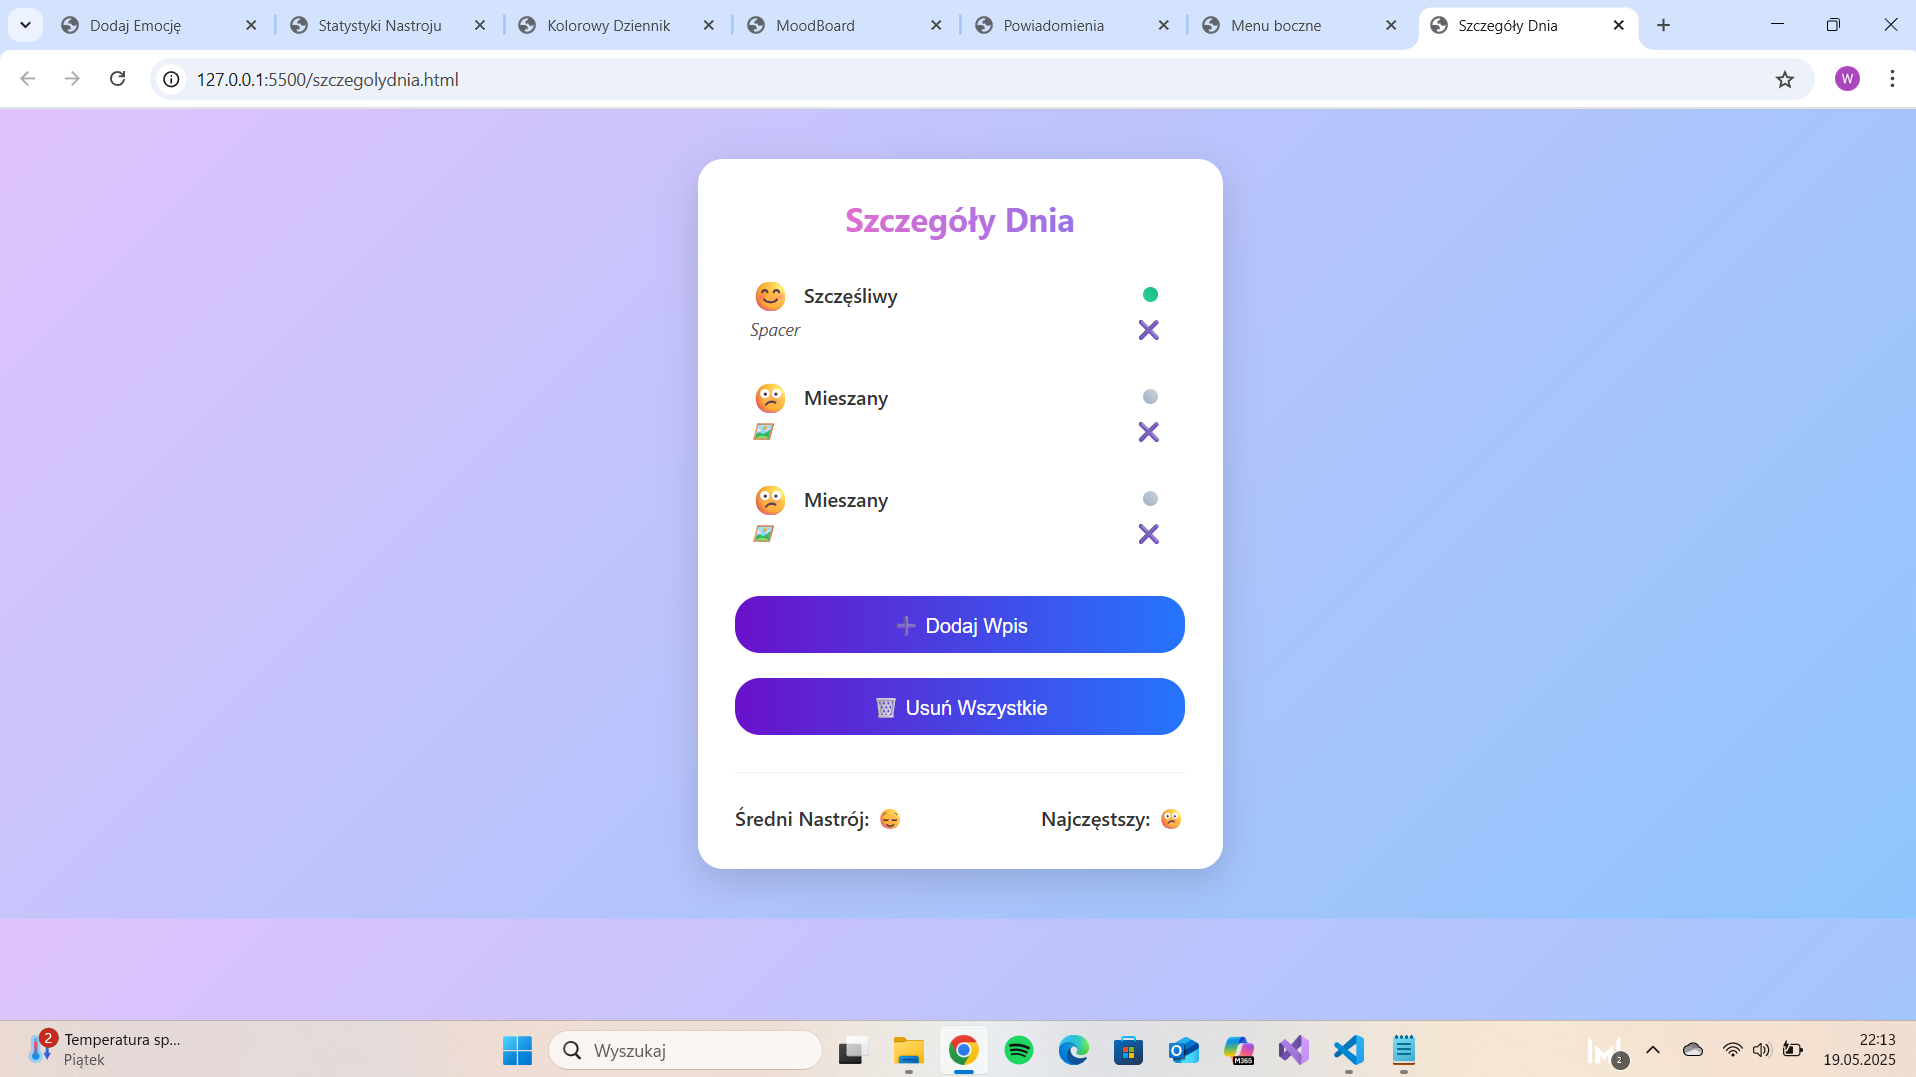 Dodaj Emocję
Statystyki Nastroju
Kolorowy Dziennik
MoodBoard
Powiadomienia
Menu boczne
Szczegóły Dnia
127.0.0.1:5500/szczegolydnia.html
W
Szczegóły Dnia
Szczęśliwy
Spacer
Mieszany
Mieszany
Dodaj Wpis
Usuń Wszystkie
Średni Nastrój:
Najczęstszy:
2
Temperatura sp...
Piątek
Wyszukaj
M365
2
22:13
19.05.2025